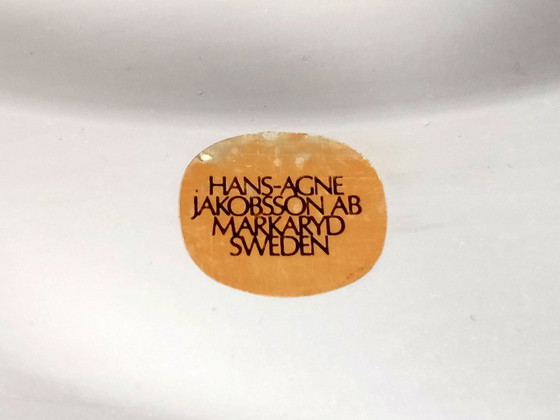 HANS-AGNE
jAKOBSSON AB
MARKARYD
SWEDEN